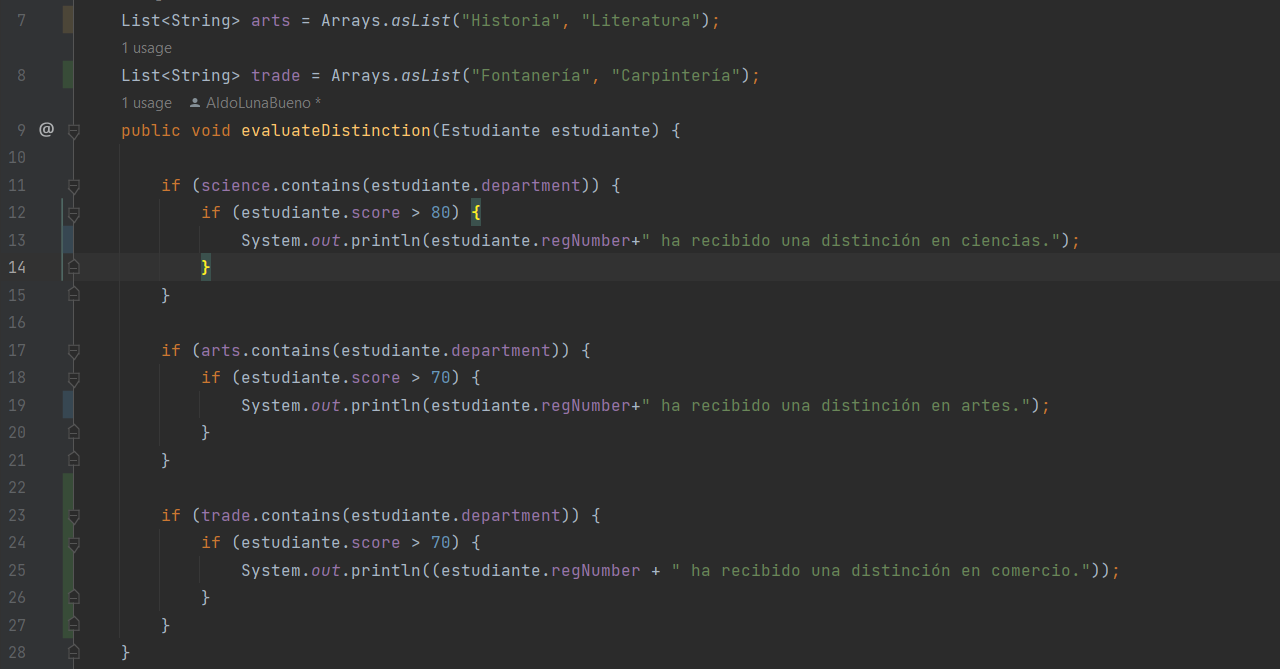 7 List<String> arts = Arrays.asList("Historia", "Literatura");
1 usage
8 List<String> trade = Arrays.asList("Fontanería", "Carpintería");
1 usage AldoLunaBueno *
9 @ public void evaluateDistinction(Estudiante estudiante) {
10
11 if (science.contains(estudiante.department)) {
12 if (estudiante.score > 80) {
13 System.out.println(estudiante.regNumber+" ha recibido una distinción en ciencias.");
14 }
15 }
16
17 if (arts.contains(estudiante.department)) {
18 if (estudiante.score > 70) {
19 System.out.println(estudiante.regNumber+" ha recibido una distinción en artes.");
20 }
21 }
22
23 if (trade.contains(estudiante.department)) {
24 if (estudiante.score > 70) {
25 System.out.println((estudiante.regNumber + " ha recibido una distinción en comercio."));
26 }
27 }
28 }